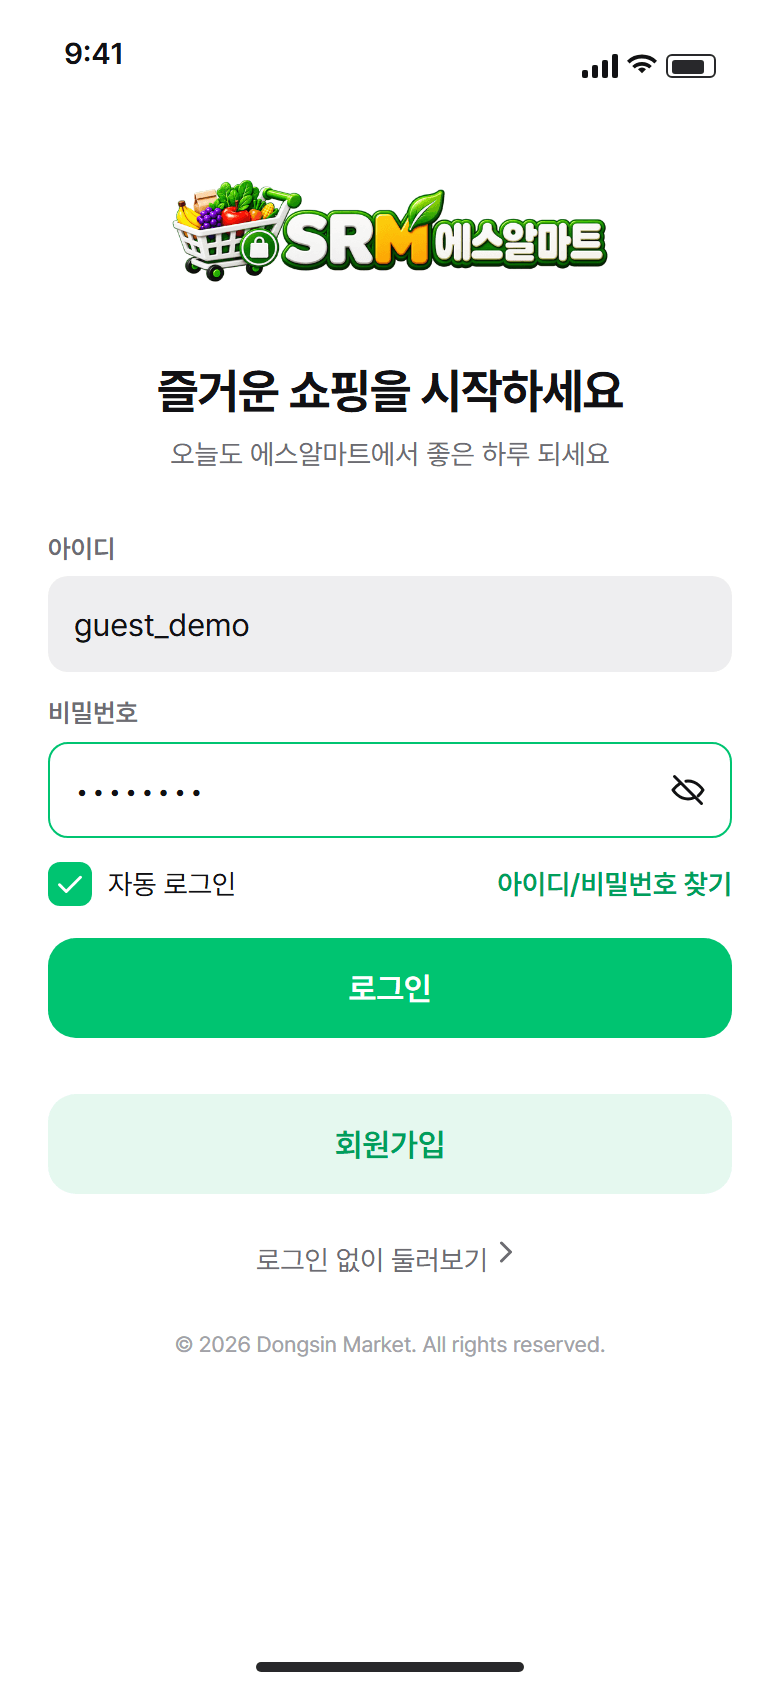 9:41
SRM 에스알마트
즐거운 쇼핑을 시작하세요
오늘도 에스알마트에서 좋은 하루 되세요
아이디
guest_demo
비밀번호
••••••••
자동 로그인
아이디/비밀번호 찾기
로그인
회원가입
로그인 없이 둘러보기
© 2026 Dongsin Market. All rights reserved.